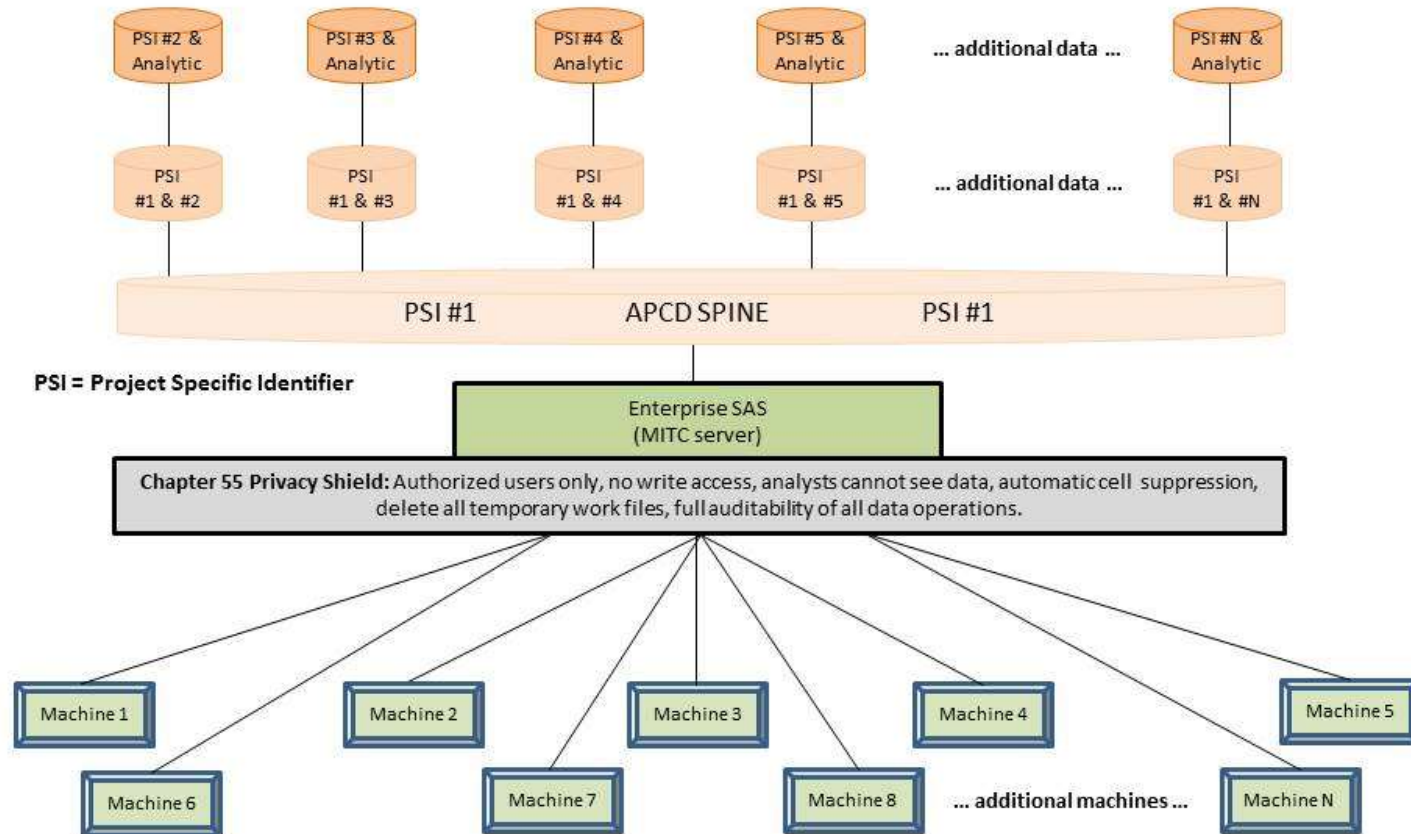 PSI #2 &
Analytic
PSI #3 &
Analytic
PSI #4 &
Analytic
PSI #5 &
Analytic
... additional data ...
PSI #N &
Analytic
PSI
#1 & #2
PSI
#1 & #3
PSI
#1 & #4
PSI
#1 & #5
... additional data ...
PSI
#1 & #N
PSI #1
APCD SPINE
PSI #1
PSI = Project Specific Identifier
Enterprise SAS
(MITC server)
Chapter 55 Privacy Shield: Authorized users only, no write access, analysts cannot see data, automatic cell suppression,
delete all temporary work files, full auditability of all data operations.
Machine 1
Machine 2
Machine 3
Machine 4
Machine 5
Machine 6
Machine 7
Machine 8
... additional machines ...
Machine N